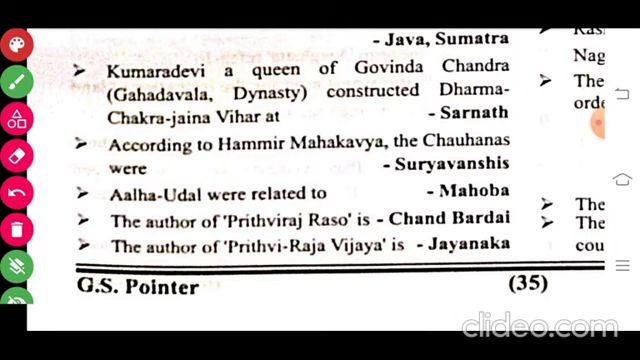 - Java, Sumatra
➤ Kumaradevi a queen of Govinda Chandra
(Gahadavala, Dynasty) constructed Dharma-
Chakra-jaina Vihar at - Sarnath
➤ According to Hammir Mahakavya, the Chauhanas
were - Suryavanshis
➤ Aalha-Udal were related to - Mahoba
➤ The author of 'Prithviraj Raso' is - Chand Bardai
➤ The author of 'Prithvi-Raja Vijaya' is - Jayanaka
G.S. Pointer (35)
Nag
➤ The
orde
➤ The
➤ The
cou
clideo.com